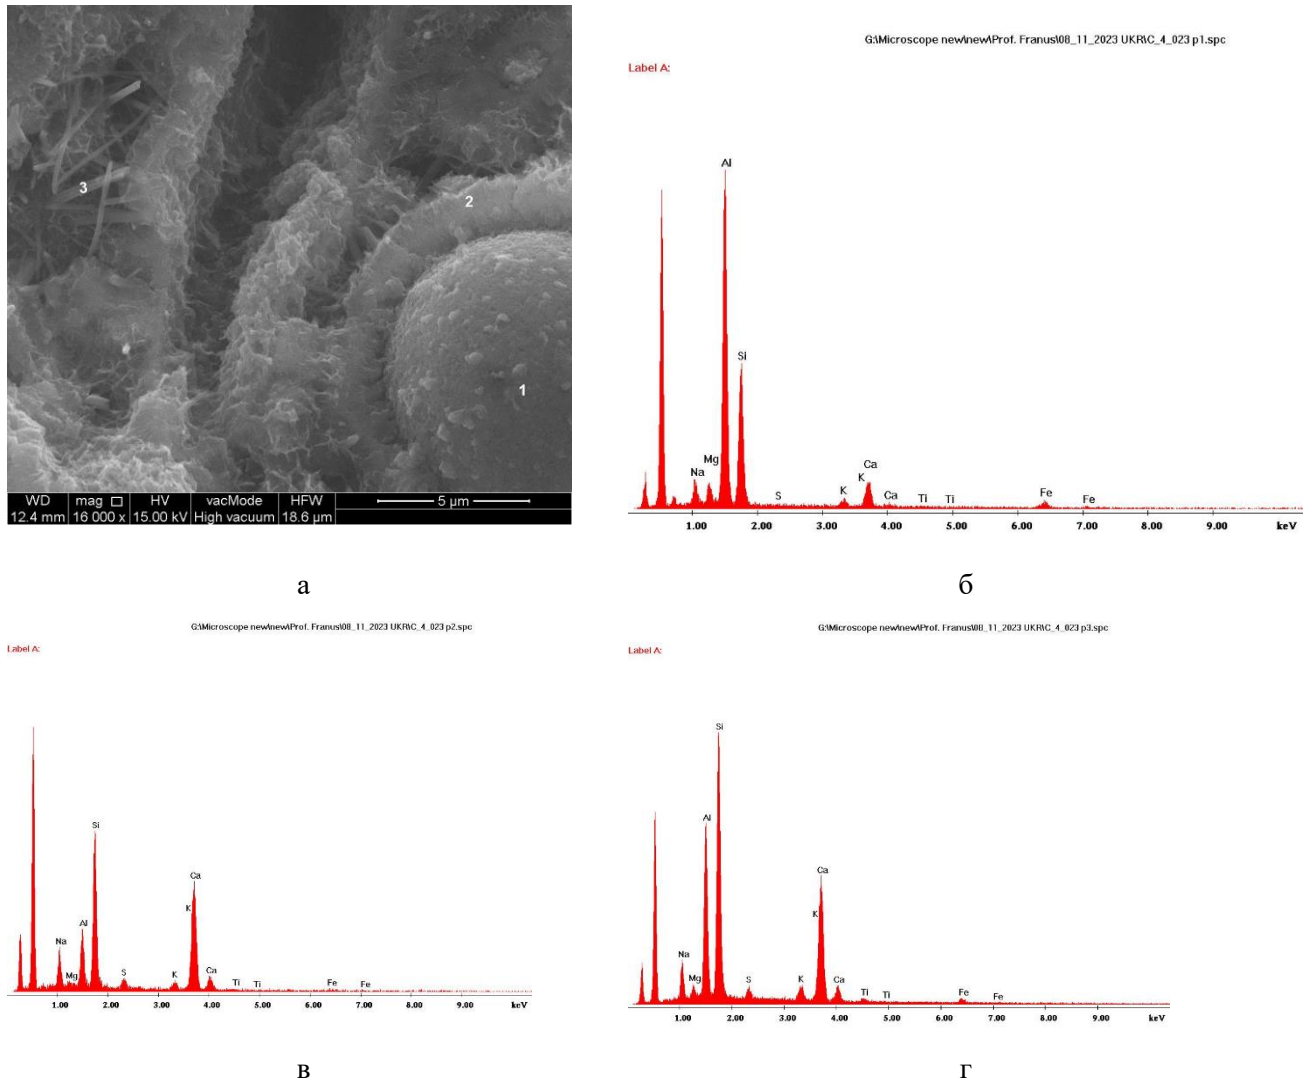 3
2
1
WD mag □ HV vacMode HFW
5 µm
12.4 mm 16 000 x 15.00 kV High vacuum 18.6 µm
а
G:\Microscope new\new\Prof. Franus\08_11_2023 UKR\C_4_023 p1.spc
Label A:
Al
Si
Na
Mg
S
K
K
Ca
Ca
Ti
Ti
Fe
Fe
1.00 2.00 3.00 4.00 5.00 6.00 7.00 8.00 9.00 keV
б
G:\Microscope new\new\Prof. Franus\08_11_2023 UKR\C_4_023 p2.spc
Label A:
Si
Ca
K
Al
Na
Mg
S
K
Ca
Ti
Ti
Fe
Fe
1.00 2.00 3.00 4.00 5.00 6.00 7.00 8.00 9.00 keV
в
G:\Microscope new\new\Prof. Franus\08_11_2023 UKR\C_4_023 p3.spc
Label A:
Si
Al
Ca
K
Na
Mg
S
K
Ca
Ti
Ti
Fe
Fe
1.00 2.00 3.00 4.00 5.00 6.00 7.00 8.00 9.00 keV
г